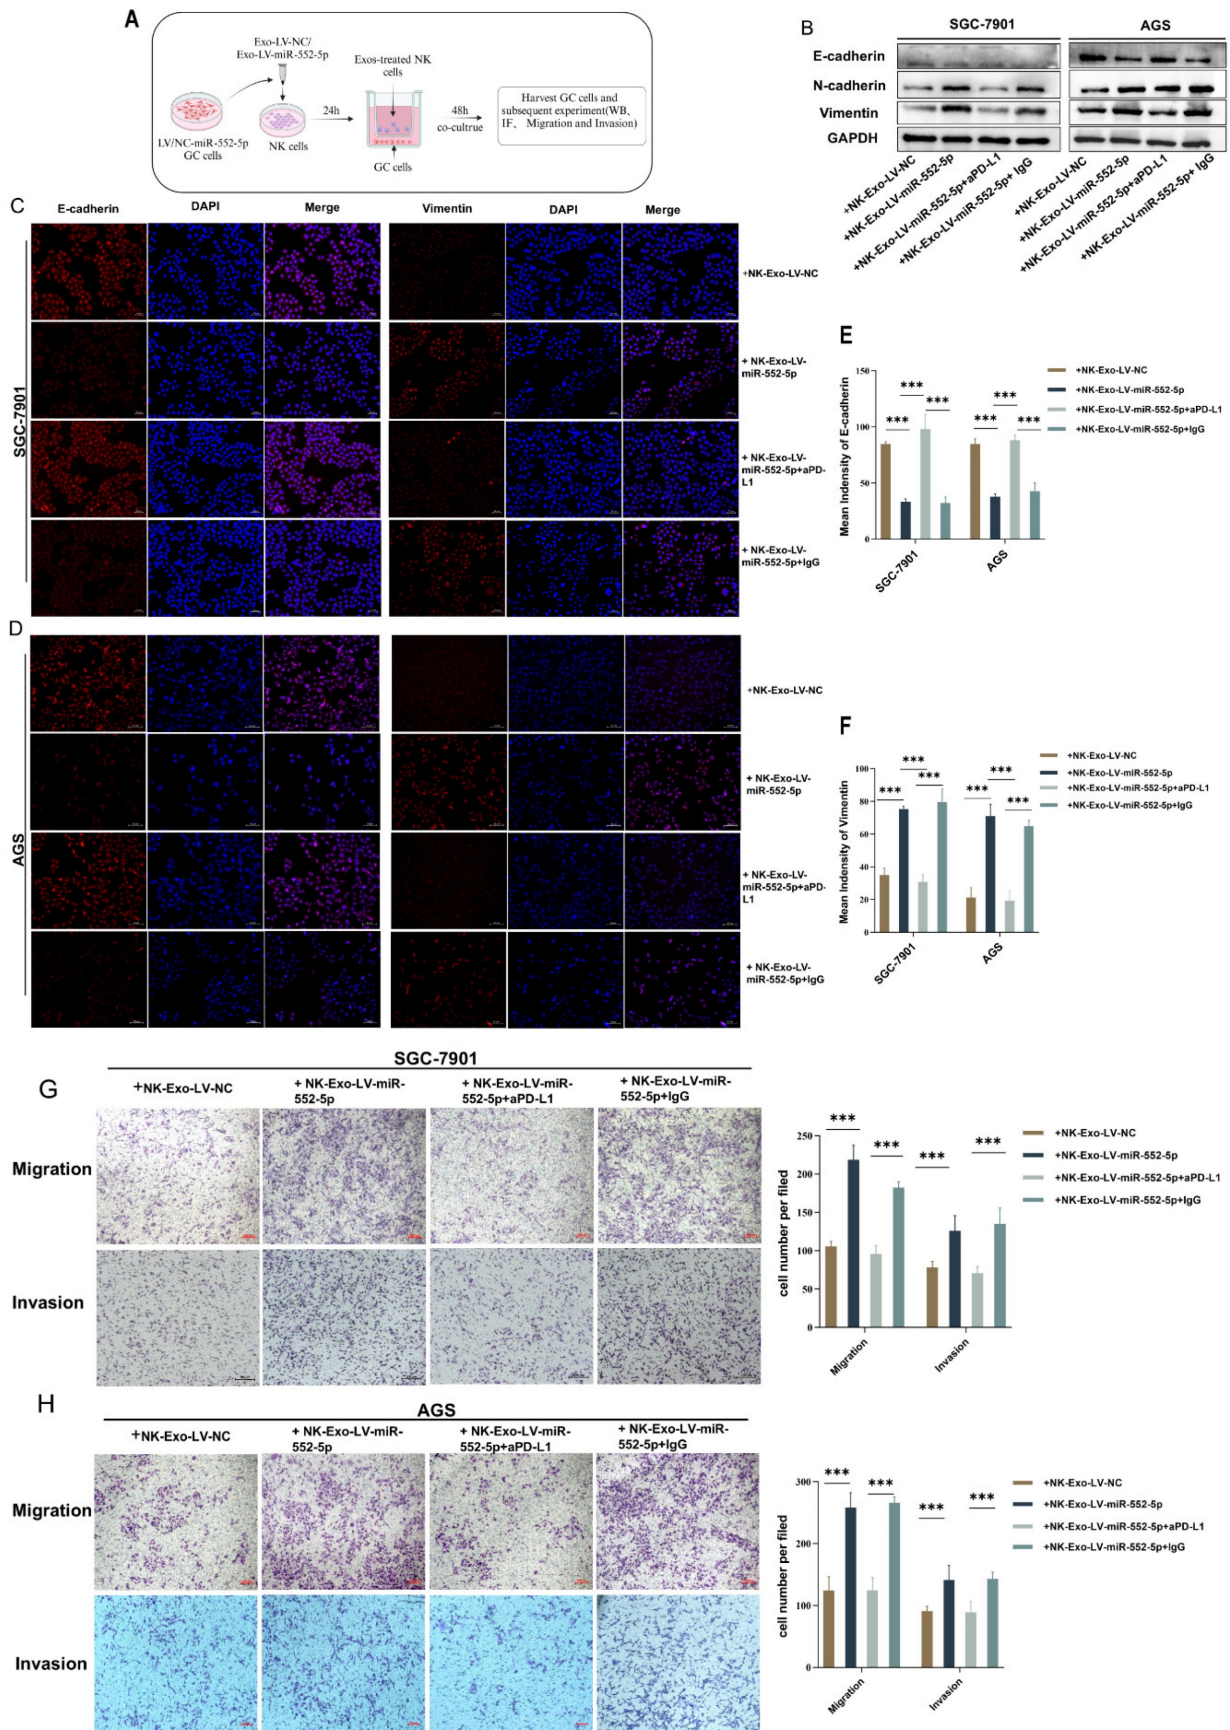 A
Exo-LV-NC/
Exo-LV-miR-552-5p
LV/NC-miR-552-5p
GC cells
NK cells
24h
Exos-treated NK
cells
GC cells
48h
co-cultrue
Harvest GC cells and
subsequent experiment(WB、
IF、 Migration and Invasion)
B
SGC-7901
AGS
E-cadherin
N-cadherin
Vimentin
GAPDH
+NK-Exo-LV-NC
+NK-Exo-LV-miR-552-5p
+NK-Exo-LV-miR-552-5p+aPD-L1
+NK-Exo-LV-miR-552-5p+ IgG
+NK-Exo-LV-NC
+NK-Exo-LV-miR-552-5p
+NK-Exo-LV-miR-552-5p+aPD-L1
+NK-Exo-LV-miR-552-5p+ IgG
C
E-cadherin
DAPI
Merge
Vimentin
DAPI
Merge
SGC-7901
+NK-Exo-LV-NC
+ NK-Exo-LV-
miR-552-5p
+ NK-Exo-LV-
miR-552-5p+aPD-
L1
+ NK-Exo-LV-
miR-552-5p+IgG
D
AGS
+NK-Exo-LV-NC
+ NK-Exo-LV-
miR-552-5p
+ NK-Exo-LV-
miR-552-5p+aPD-
L1
+ NK-Exo-LV-
miR-552-5p+IgG
E
Mean Indensity of E-cadherin
150
100
50
0
***
***
***
***
***
***
SGC-7901
AGS
+NK-Exo-LV-NC
+NK-Exo-LV-miR-552-5p
+NK-Exo-LV-miR-552-5p+aPD-L1
+NK-Exo-LV-miR-552-5p+IgG
F
Mean Indensity of Vimentin
100
80
60
40
20
0
***
***
***
***
***
***
SGC-7901
AGS
+NK-Exo-LV-NC
+NK-Exo-LV-miR-552-5p
+NK-Exo-LV-miR-552-5p+aPD-L1
+NK-Exo-LV-miR-552-5p+IgG
G
SGC-7901
+NK-Exo-LV-NC
+ NK-Exo-LV-miR-
552-5p
+ NK-Exo-LV-miR-
552-5p+aPD-L1
+ NK-Exo-LV-miR-
552-5p+IgG
Migration
Invasion
cell number per filed
250
200
150
100
50
0
***
***
***
***
Migration
Invasion
+NK-Exo-LV-NC
+NK-Exo-LV-miR-552-5p
+NK-Exo-LV-miR-552-5p+aPD-L1
+NK-Exo-LV-miR-552-5p+IgG
H
AGS
+NK-Exo-LV-NC
+ NK-Exo-LV-miR-
552-5p
+ NK-Exo-LV-miR-
552-5p+aPD-L1
+ NK-Exo-LV-miR-
552-5p+IgG
Migration
Invasion
cell number per filed
300
200
100
0
***
***
***
***
Migration
Invasion
+NK-Exo-LV-NC
+NK-Exo-LV-miR-552-5p
+NK-Exo-LV-miR-552-5p+aPD-L1
+NK-Exo-LV-miR-552-5p+IgG